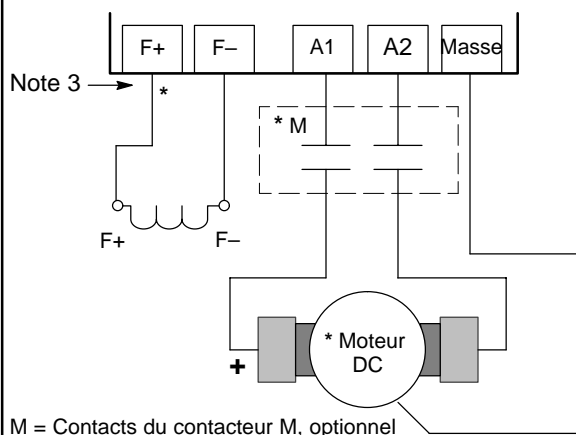 F+ F– A1 A2 Masse
Note 3
*
* M
F+ F–
* Moteur
DC
+
M = Contacts du contacteur M, optionnel